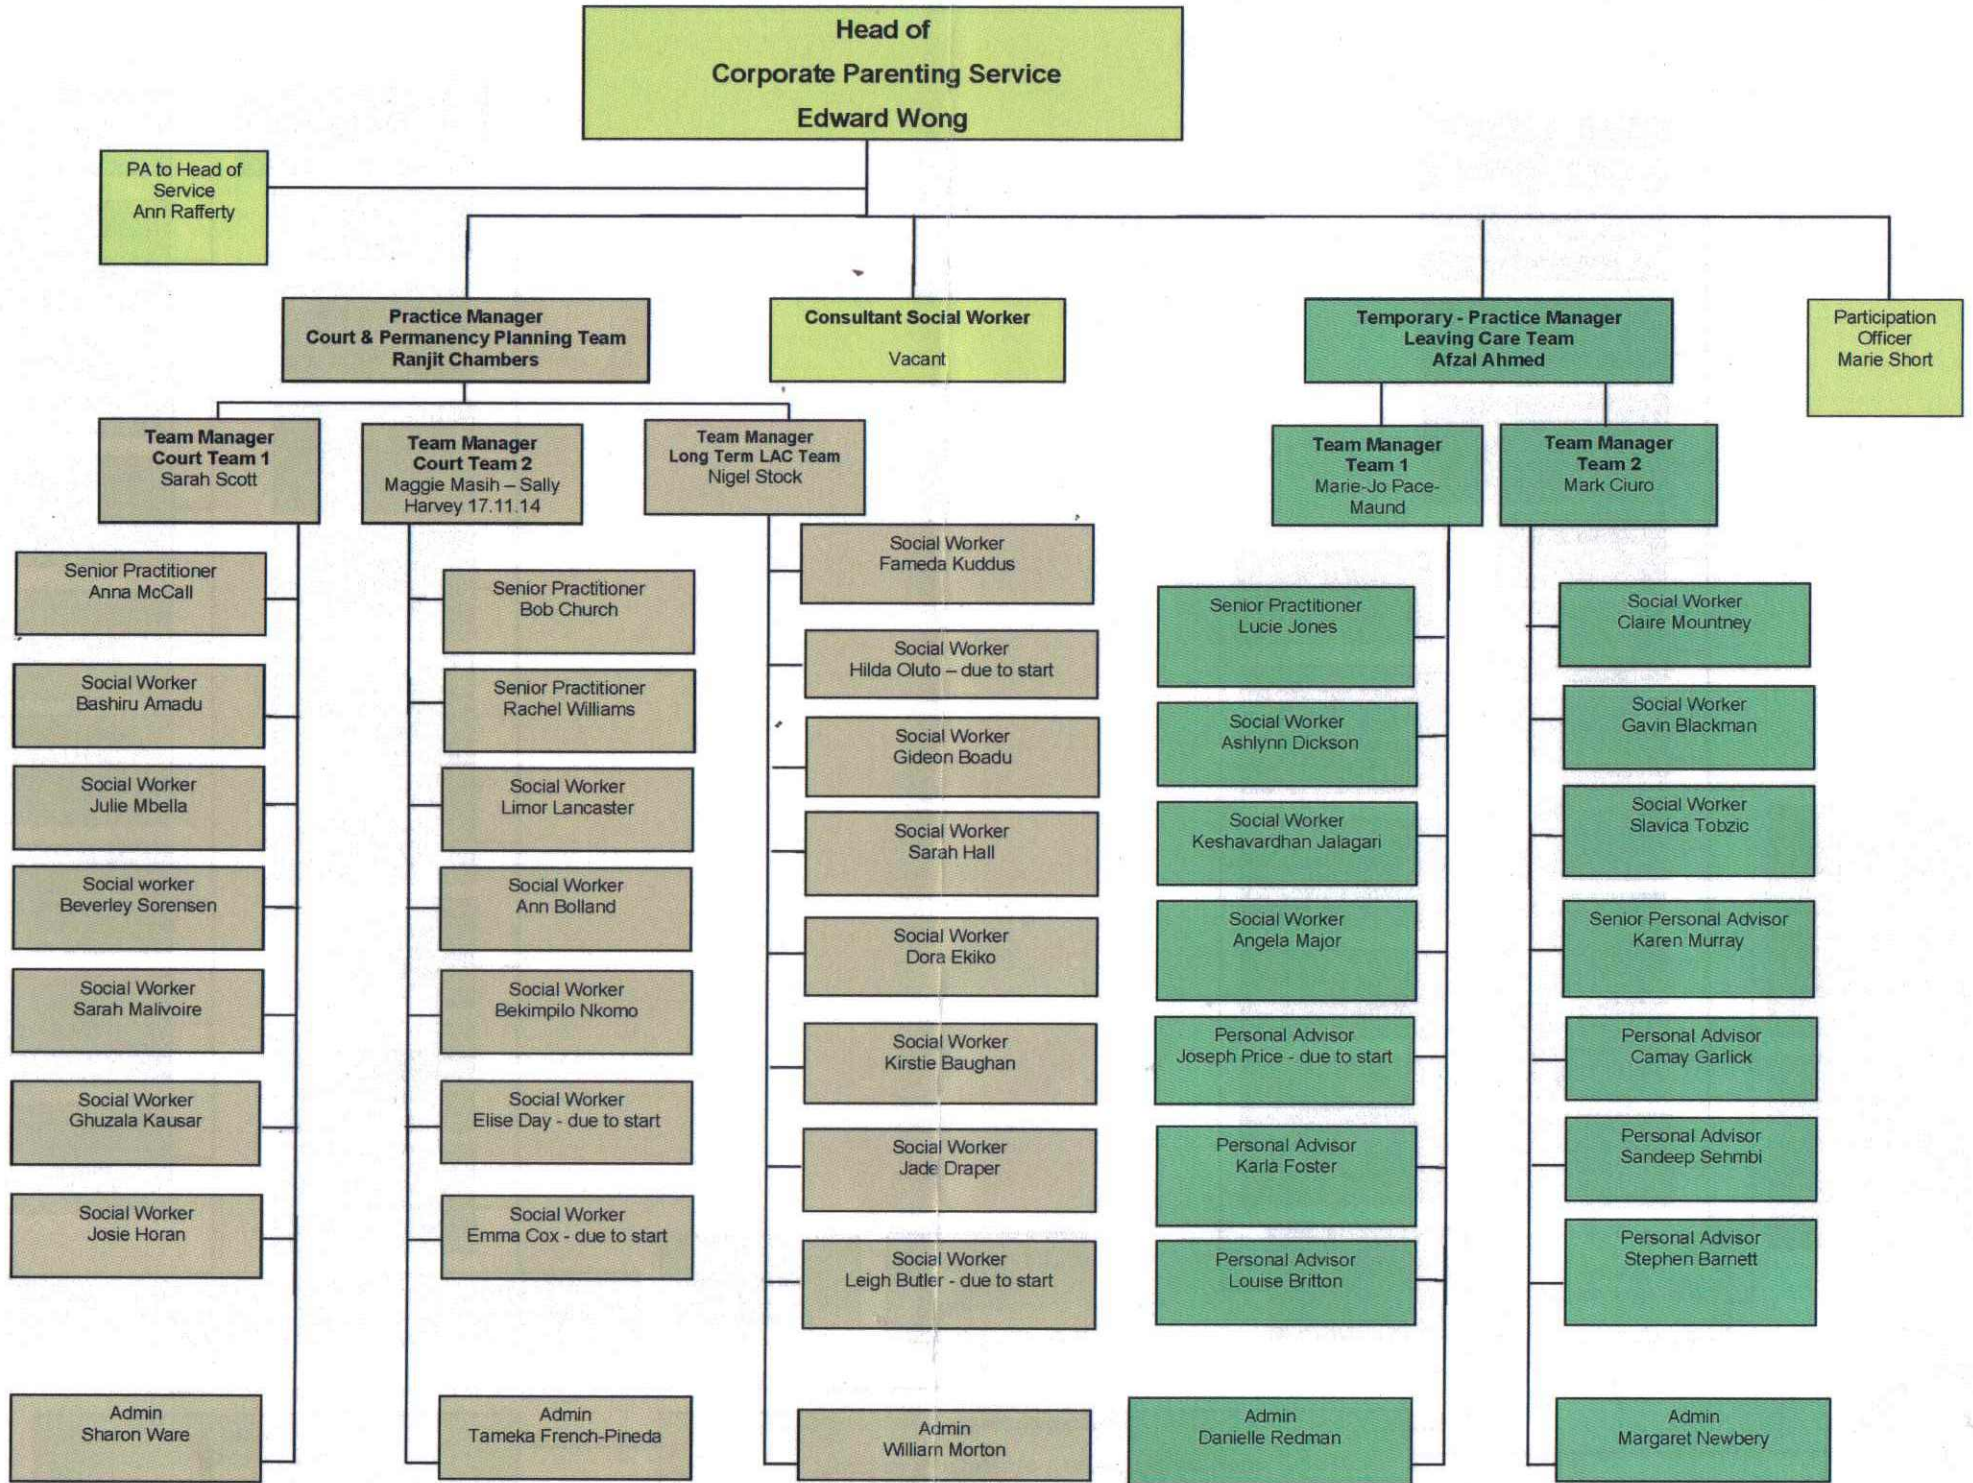 Head of
Corporate Parenting Service
Edward Wong
PA to Head of
Service
Ann Rafferty
Practice Manager
Court & Permanency Planning Team
Ranjit Chambers
Consultant Social Worker
Vacant
Temporary - Practice Manager
Leaving Care Team
Afzal Ahmed
Participation
Officer
Marie Short
Team Manager
Court Team 1
Sarah Scott
Senior Practitioner
Anna McCall
Social Worker
Bashiru Amadu
Social Worker
Julie Mbella
Social worker
Beverley Sorensen
Social Worker
Sarah Malivoire
Social Worker
Ghuzala Kausar
Social Worker
Josie Horan
Admin
Sharon Ware
Team Manager
Court Team 2
Maggie Masih – Sally
Harvey 17.11.14
Senior Practitioner
Bob Church
Senior Practitioner
Rachel Williams
Social Worker
Limor Lancaster
Social Worker
Ann Bolland
Social Worker
Bekimpilo Nkomo
Social Worker
Elise Day - due to start
Social Worker
Emma Cox - due to start
Admin
Tameka French-Pineda
Team Manager
Long Term LAC Team
Nigel Stock
Social Worker
Fameda Kuddus
Social Worker
Hilda Oluto – due to start
Social Worker
Gideon Boadu
Social Worker
Sarah Hall
Social Worker
Dora Ekiko
Social Worker
Kirstie Baughan
Social Worker
Jade Draper
Social Worker
Leigh Butler - due to start
Admin
William Morton
Team Manager
Team 1
Marie-Jo Pace-
Maund
Senior Practitioner
Lucie Jones
Social Worker
Ashlynn Dickson
Social Worker
Keshavardhan Jalagari
Social Worker
Angela Major
Personal Advisor
Joseph Price - due to start
Personal Advisor
Karla Foster
Personal Advisor
Louise Britton
Admin
Danielle Redman
Team Manager
Team 2
Mark Ciuro
Social Worker
Claire Mountney
Social Worker
Gavin Blackman
Social Worker
Slavica Tobzic
Senior Personal Advisor
Karen Murray
Personal Advisor
Camay Garlick
Personal Advisor
Sandeep Sehmbi
Personal Advisor
Stephen Barnett
Admin
Margaret Newbery